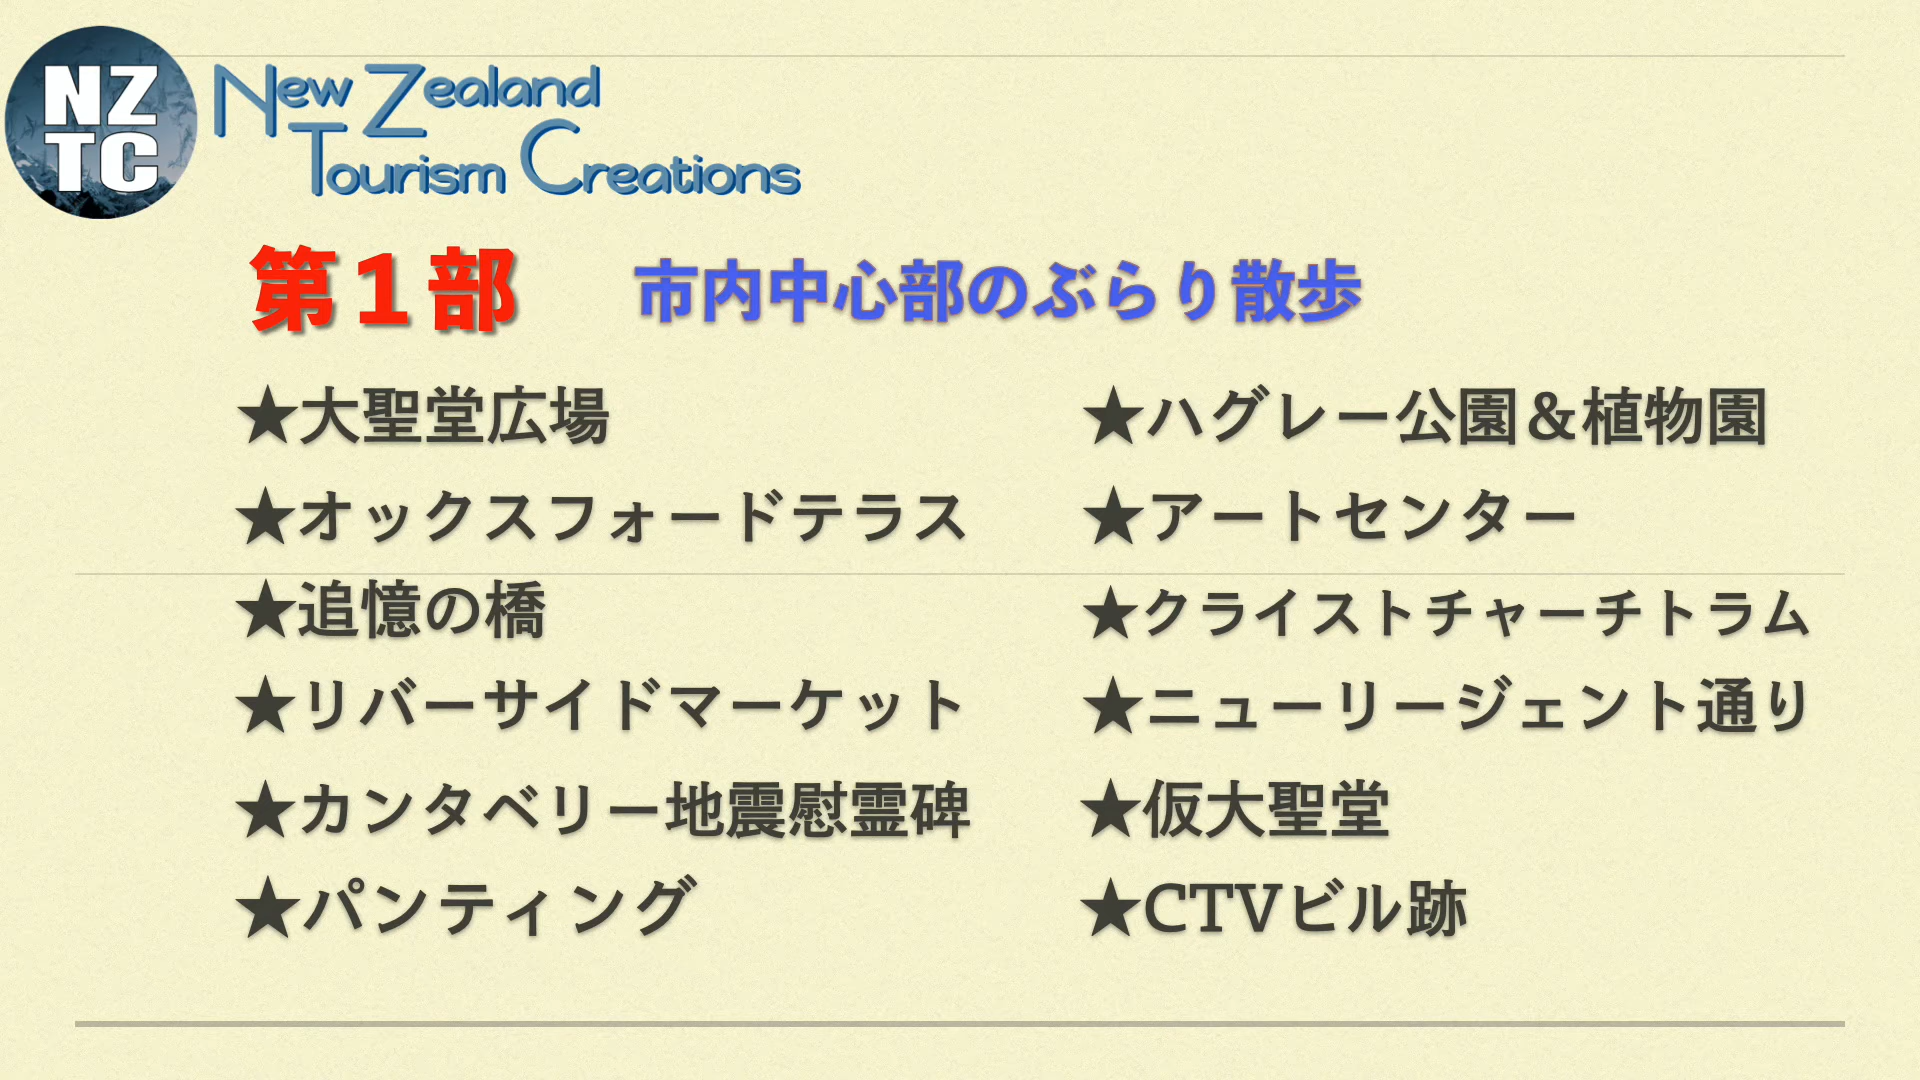 NZ
TC
New Zealand
Tourism Creations
第１部 市内中心部のぶらり散歩
★大聖堂広場
★オックスフォードテラス
★追憶の橋
★リバーサイドマーケット
★カンタベリー地震慰霊碑
★パンティング
★ハグレー公園＆植物園
★アートセンター
★クライストチャーチトラム
★ニューリージェント通り
★仮大聖堂
★CTVビル跡